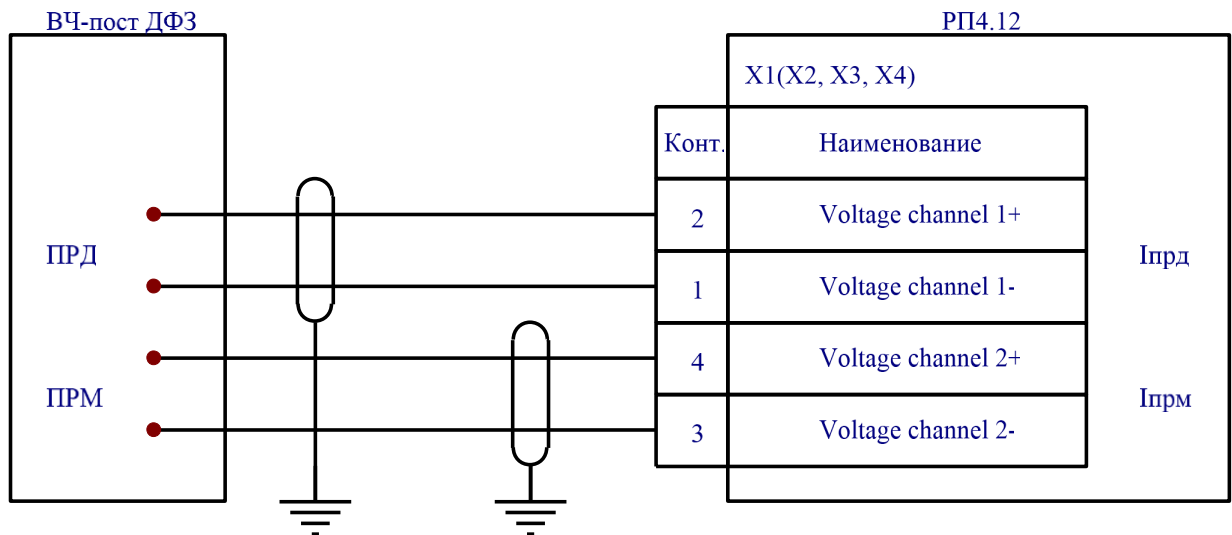 ВЧ-пост ДФЗ
РП4.12
X1(X2, X3, X4)
Конт. Наименование
2 Voltage channel 1+
ПРД
Iпрд
1 Voltage channel 1-
4 Voltage channel 2+
ПРМ
Iпрм
3 Voltage channel 2-